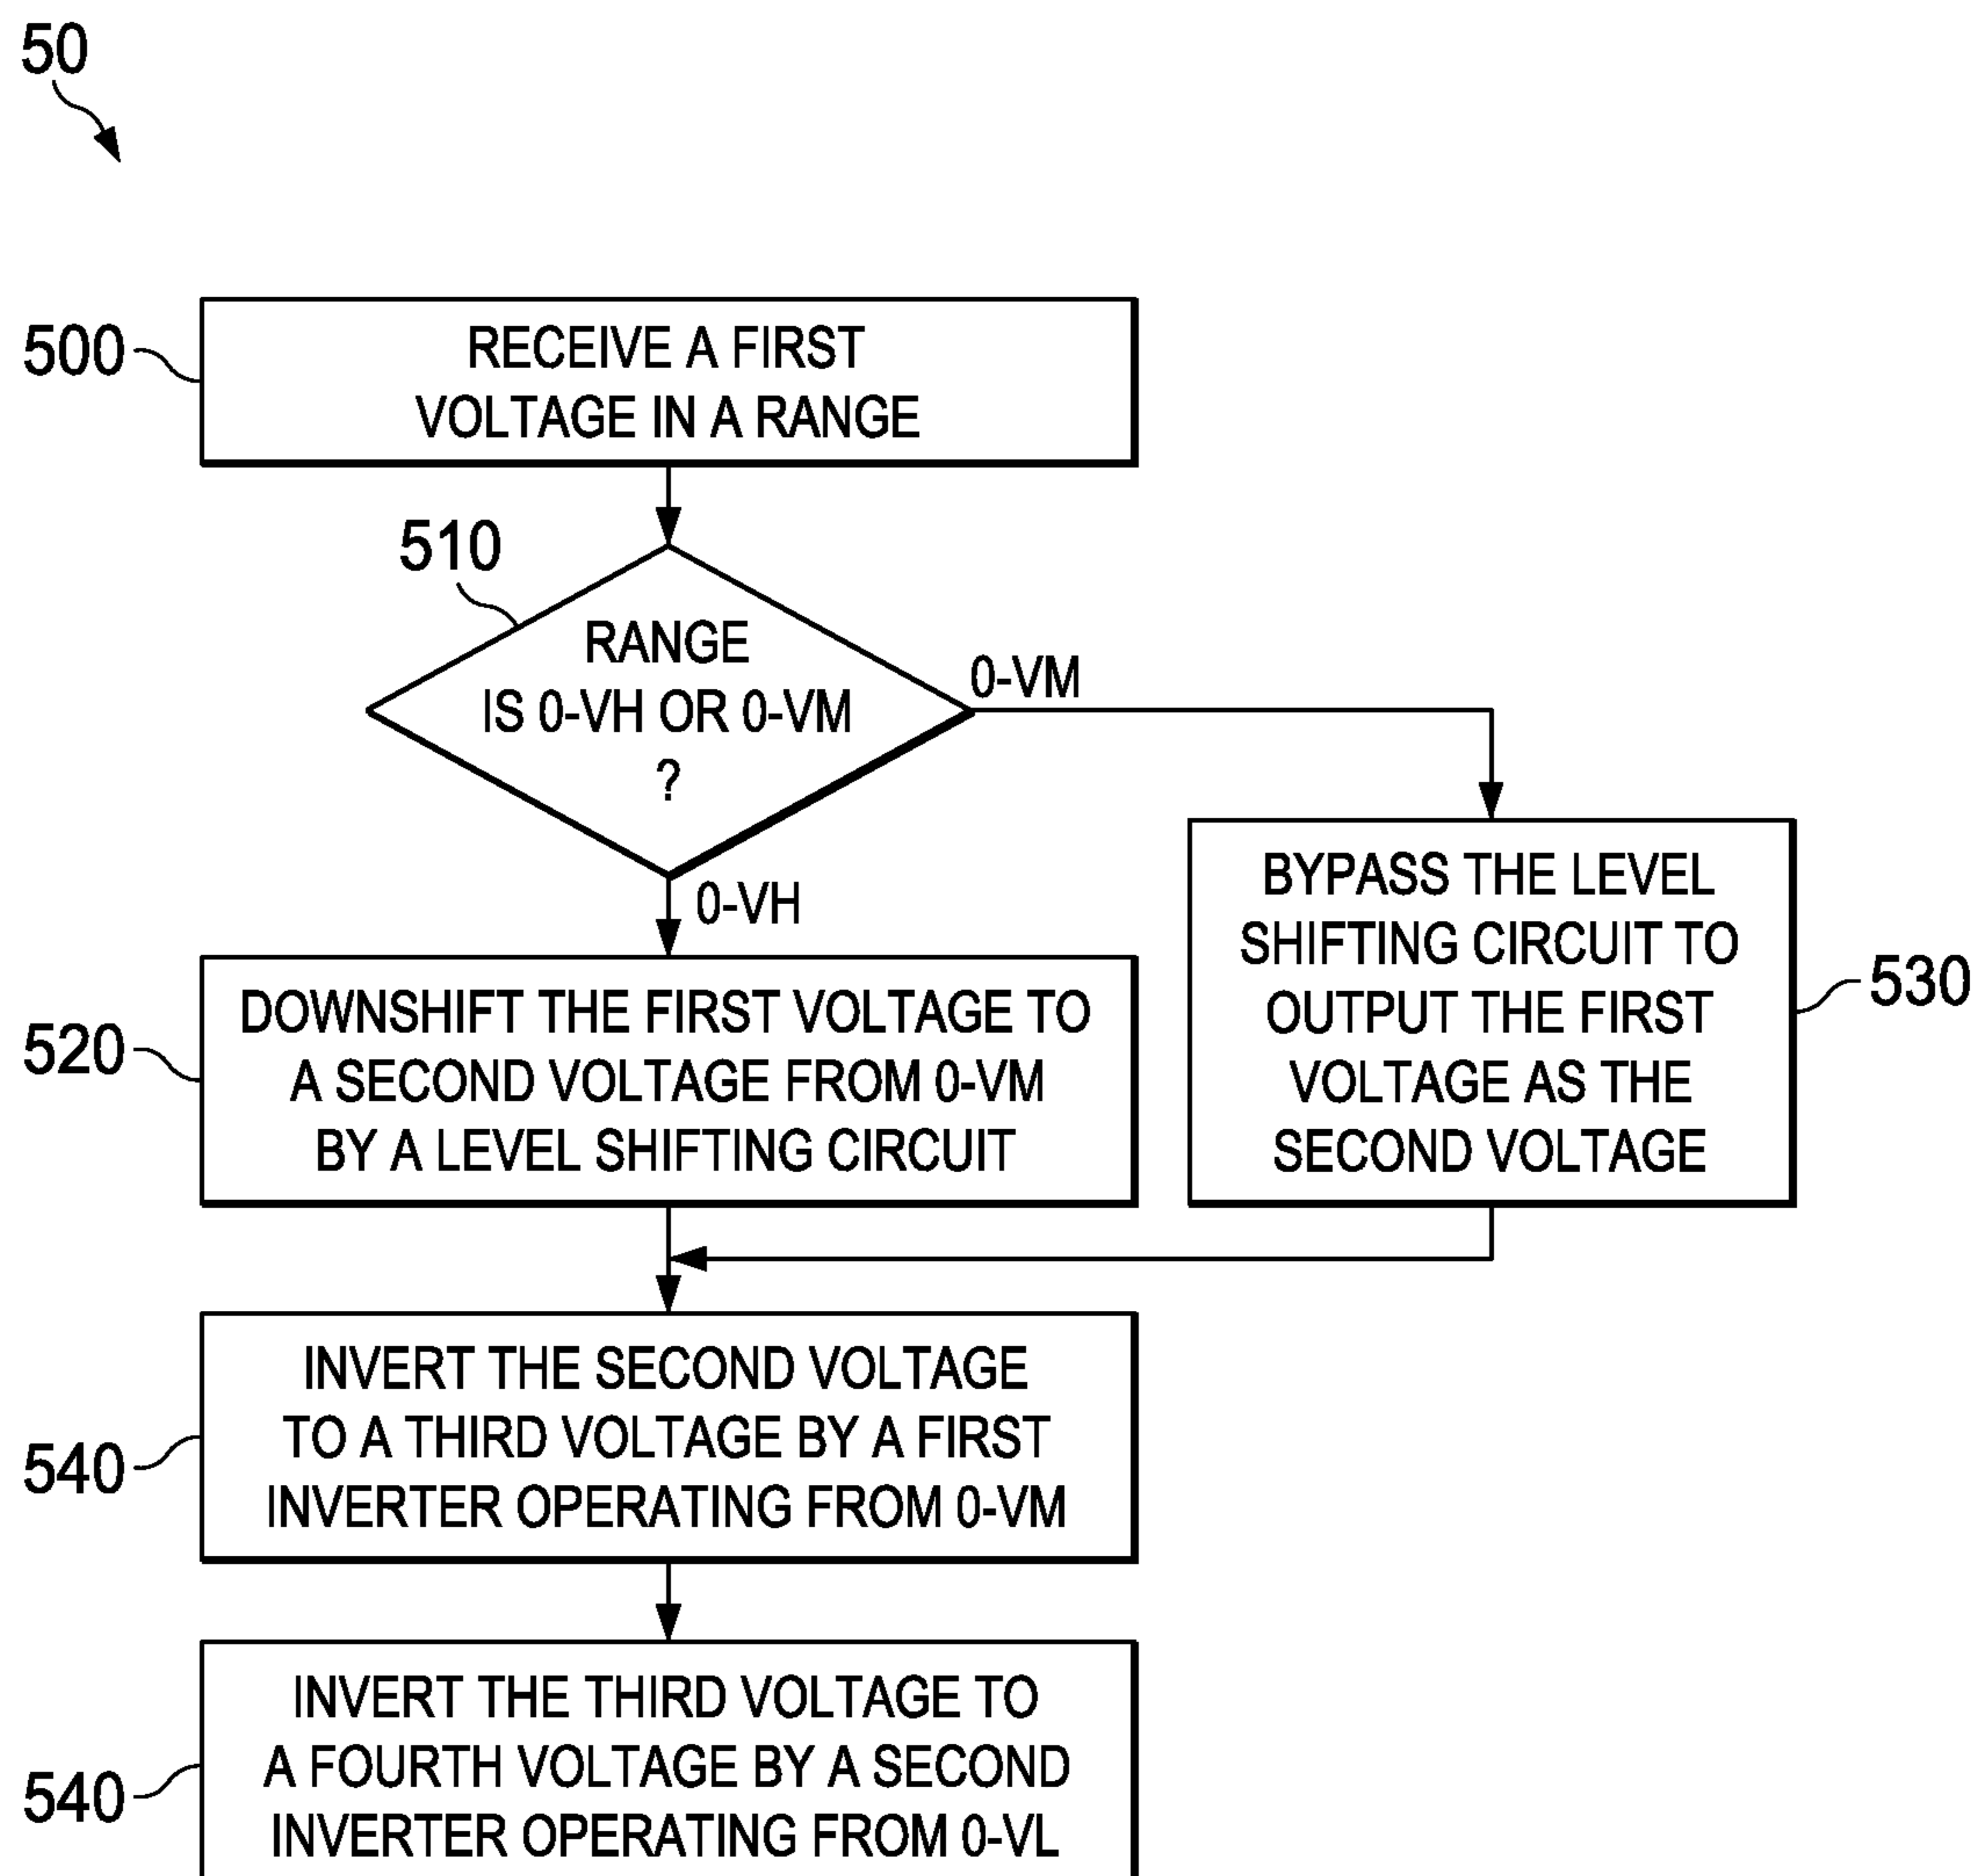 50
500
RECEIVE A FIRST
VOLTAGE IN A RANGE
510
RANGE
IS 0-VH OR 0-VM
?
0-VM
0-VH
520
DOWNSHIFT THE FIRST VOLTAGE TO
A SECOND VOLTAGE FROM 0-VM
BY A LEVEL SHIFTING CIRCUIT
BYPASS THE LEVEL
SHIFTING CIRCUIT TO
OUTPUT THE FIRST
VOLTAGE AS THE
SECOND VOLTAGE
530
540
INVERT THE SECOND VOLTAGE
TO A THIRD VOLTAGE BY A FIRST
INVERTER OPERATING FROM 0-VM
540
INVERT THE THIRD VOLTAGE TO
A FOURTH VOLTAGE BY A SECOND
INVERTER OPERATING FROM 0-VL